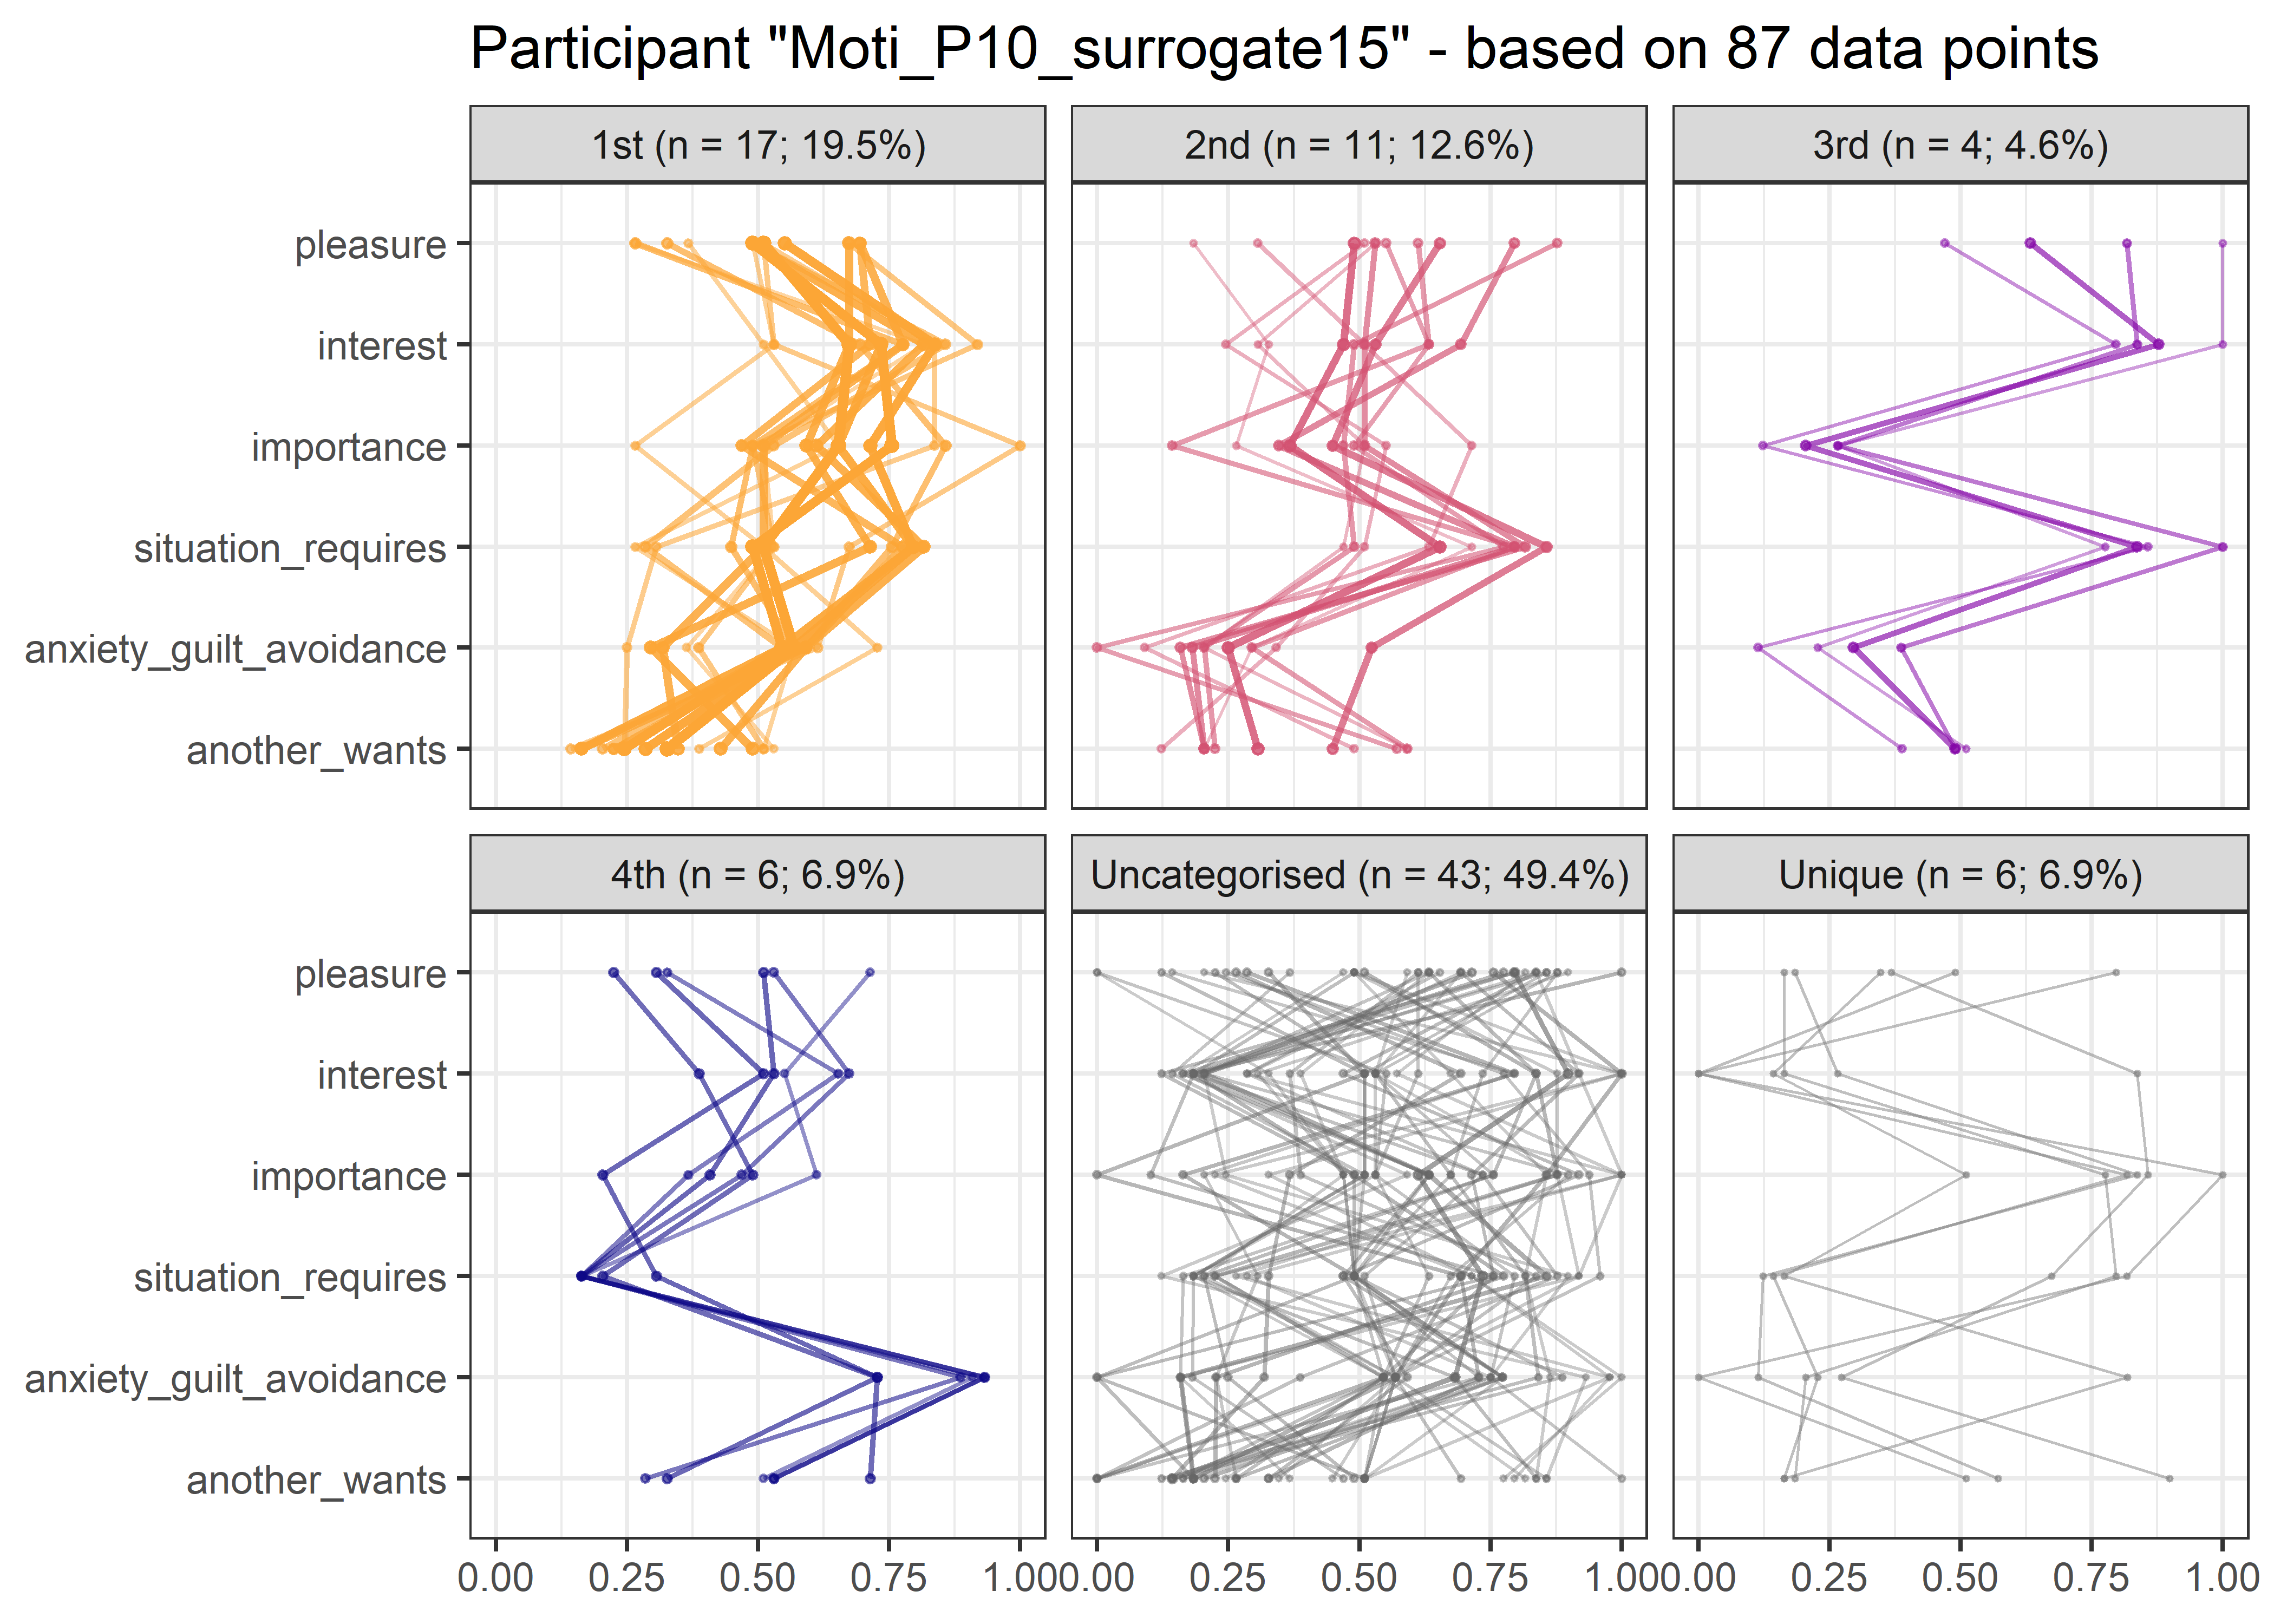 Participant "Moti_P10_surrogate15" - based on 87 data points
1st (n = 17; 19.5%)
2nd (n = 11; 12.6%)
3rd (n = 4; 4.6%)
pleasure
interest
importance
situation_requires
anxiety_guilt_avoidance
another_wants
4th (n = 6; 6.9%)
Uncategorised (n = 43; 49.4%)
Unique (n = 6; 6.9%)
pleasure
interest
importance
situation_requires
anxiety_guilt_avoidance
another_wants
0.00 0.25 0.50 0.75 1.00 0.00 0.25 0.50 0.75 1.00 0.00 0.25 0.50 0.75 1.00